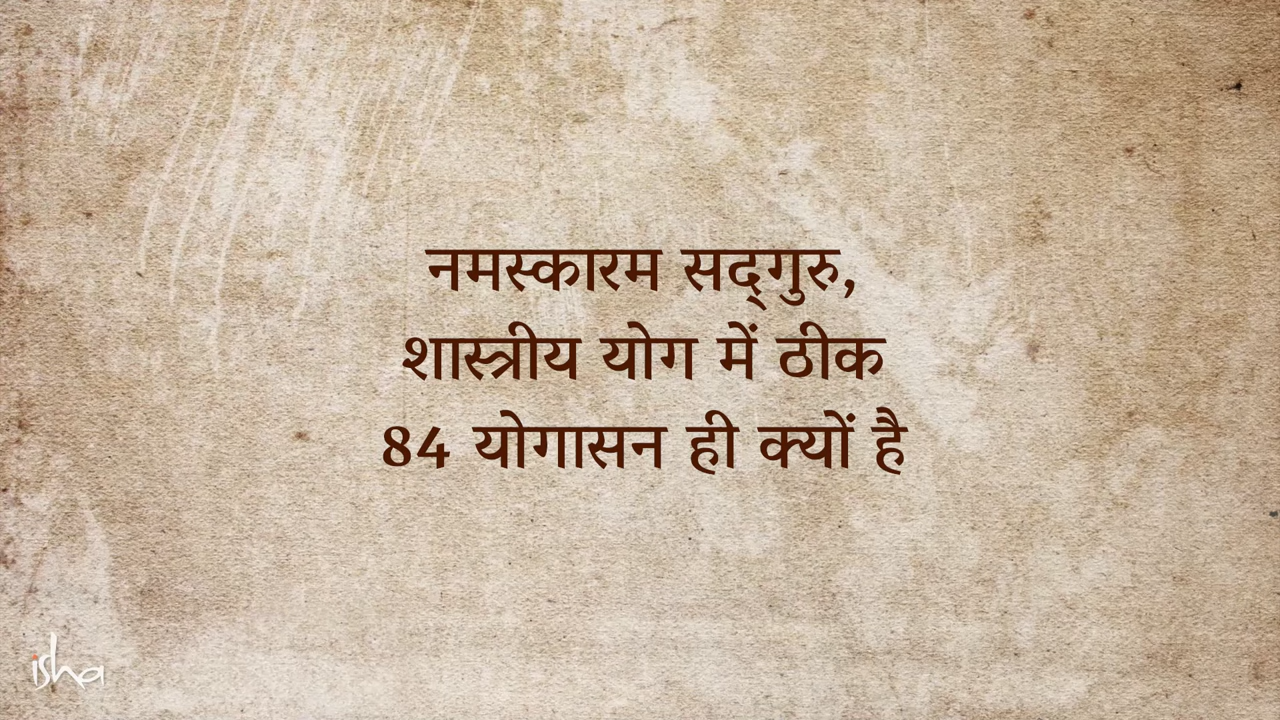 नमस्कारम सद्‌गुरु,
शास्त्रीय योग में ठीक
84 योगासन ही क्यों है
isha